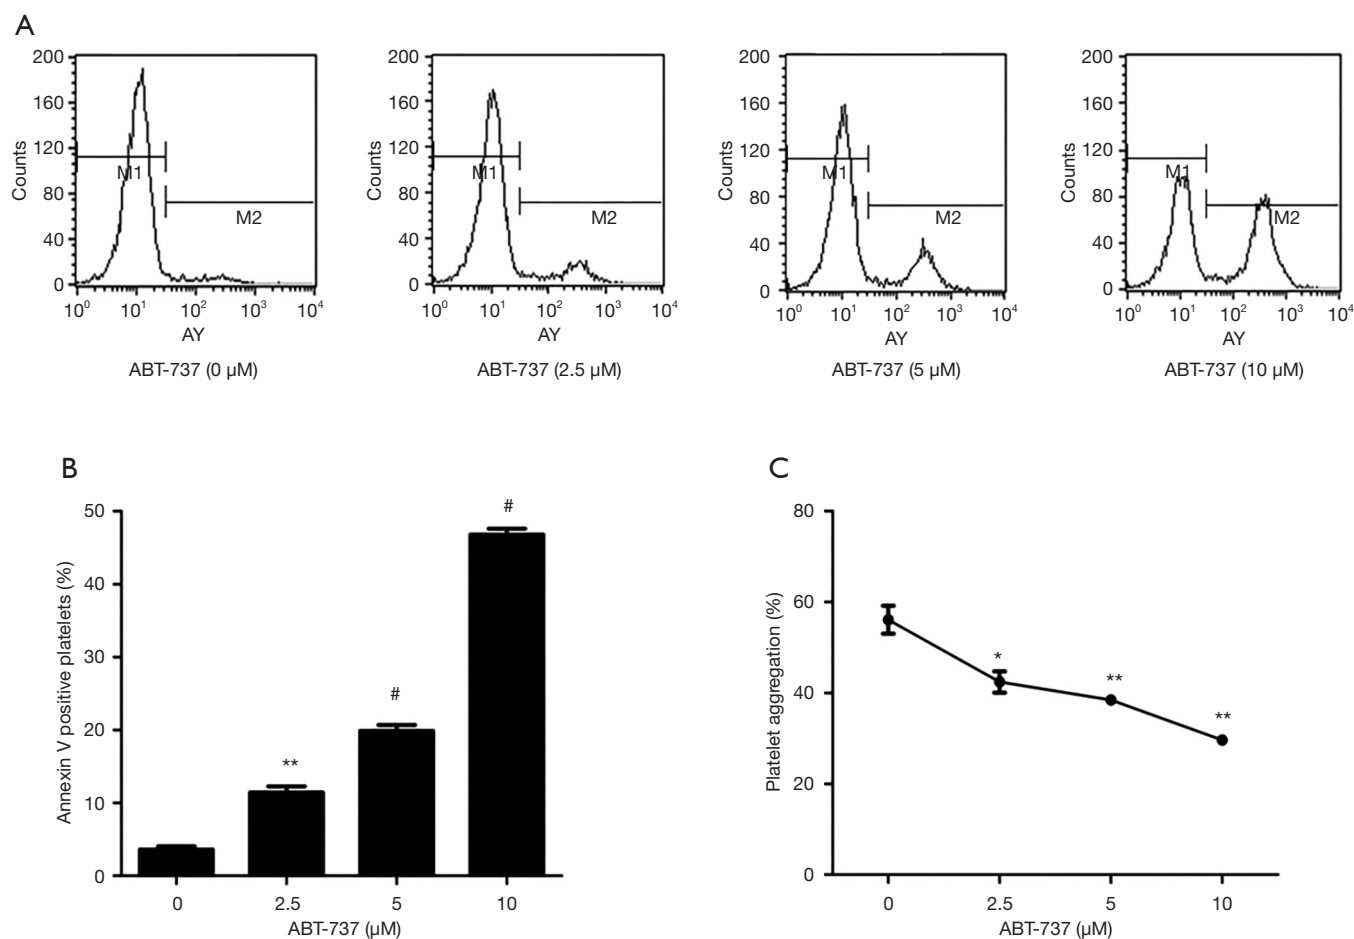 A
200
160
120
80
40
0
Counts
M1
M2
10⁰ 10¹ 10² 10³ 10⁴
AY
ABT-737 (0 μM)
200
160
120
80
40
0
Counts
M1
M2
10⁰ 10¹ 10² 10³ 10⁴
AY
ABT-737 (2.5 μM)
200
160
120
80
40
0
Counts
M1
M2
10⁰ 10¹ 10² 10³ 10⁴
AY
ABT-737 (5 μM)
200
160
120
80
40
0
Counts
M1
M2
10⁰ 10¹ 10² 10³ 10⁴
AY
ABT-737 (10 μM)
B
Annexin V positive platelets (%)
50
40
30
20
10
0
**
#
#
0 2.5 5 10
ABT-737 (μM)
C
Platelet aggregation (%)
80
60
40
20
0
*
**
**
0 2.5 5 10
ABT-737 (μM)